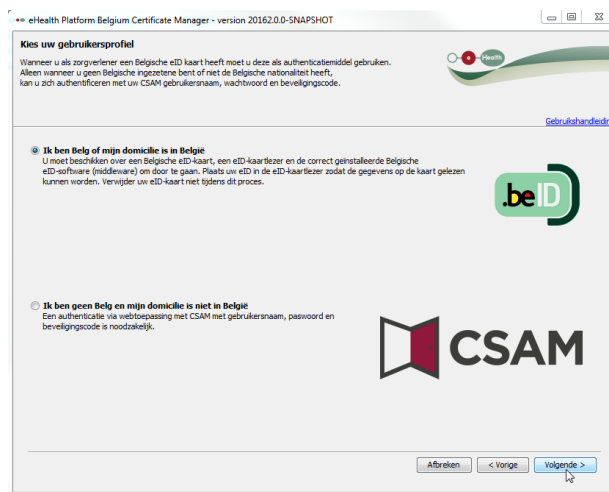 eHealth Platform Belgium Certificate Manager - version 20162.0.0-SNAPSHOT
Kies uw gebruikersprofiel
Wanneer u als zorgverlener een Belgische eID kaart heeft moet u deze als authenticatiemiddel gebruiken.
Alleen wanneer u geen Belgische ingezetene bent of niet de Belgische nationaliteit heeft,
kan u zich authentificeren met uw CSAM gebruikersnaam, wachtwoord en beveiligingscode.
eHealth
Gebruikshandleidin
Ik ben Belg of mijn domicilie is in België
U moet beschikken over een Belgische eID-kaart, een eID-kaartlezer en de correct geïnstalleerde Belgische
eID-software (middleware) om door te gaan. Plaats uw eID in de eID-kaartlezer zodat de gegevens op de kaart gelezen
kunnen worden. Verwijder uw eID-kaart niet tijdens dit proces.
.beID
Ik ben geen Belg en mijn domicilie is niet in België
Een authenticatie via webtoepassing met CSAM met gebruikersnaam, paswoord en
beveiligingscode is noodzakelijk.
CSAM
Afbreken < Vorige Volgende >